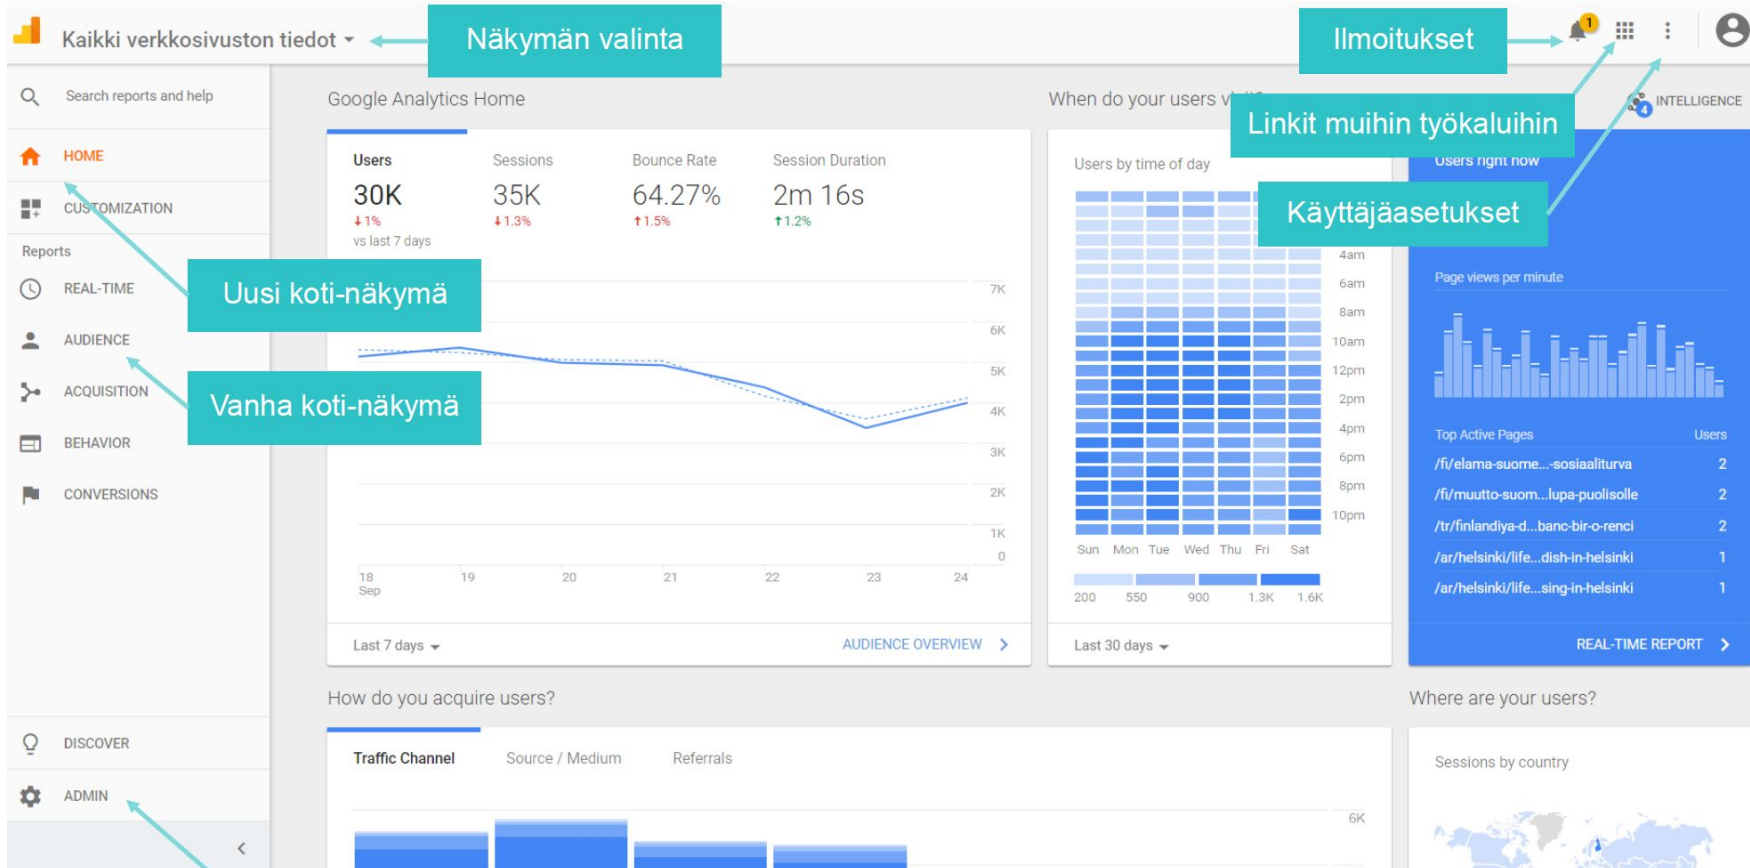 Kaikki verkkosivuston tiedot
Näkymän valinta
Ilmoitukset
1
Search reports and help
Google Analytics Home
When do your users v
Linkit muihin työkaluihin
4
INTELLIGENCE
HOME
CUSTOMIZATION
Reports
REAL-TIME
AUDIENCE
ACQUISITION
BEHAVIOR
CONVERSIONS
DISCOVER
ADMIN
Uusi koti-näkymä
Vanha koti-näkymä
Users
30K
1%
vs last 7 days
Sessions
35K
1.3%
Bounce Rate
64.27%
1.5%
Session Duration
2m 16s
1.2%
7K
6K
5K
4K
3K
2K
1K
0
18 19 20 21 22 23 24
Sep
Last 7 days
AUDIENCE OVERVIEW
Users by time of day
Käyttäjäasetukset
4am
6am
8am
10am
12pm
2pm
4pm
6pm
8pm
10pm
Sun Mon Tue Wed Thu Fri Sat
200 550 900 1.3K 1.6K
Last 30 days
Users right now
Page views per minute
Top Active Pages Users
/fi/elama-suome...-sosiaaliturva 2
/fi/muutto-suom...lupa-puolisolle 2
/tr/finlandiya-d...banc-bir-o-renci 2
/ar/helsinki/life...dish-in-helsinki 1
/ar/helsinki/life...sing-in-helsinki 1
REAL-TIME REPORT
How do you acquire users?
Traffic Channel Source / Medium Referrals
6K
Where are your users?
Sessions by country